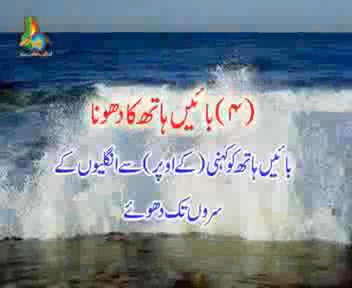 (۴) بائیں ہاتھ کا دھونا
بائیں ہاتھ کو کہنی (کے اوپر) سے انگلیوں کے
سروں تک دھوئے